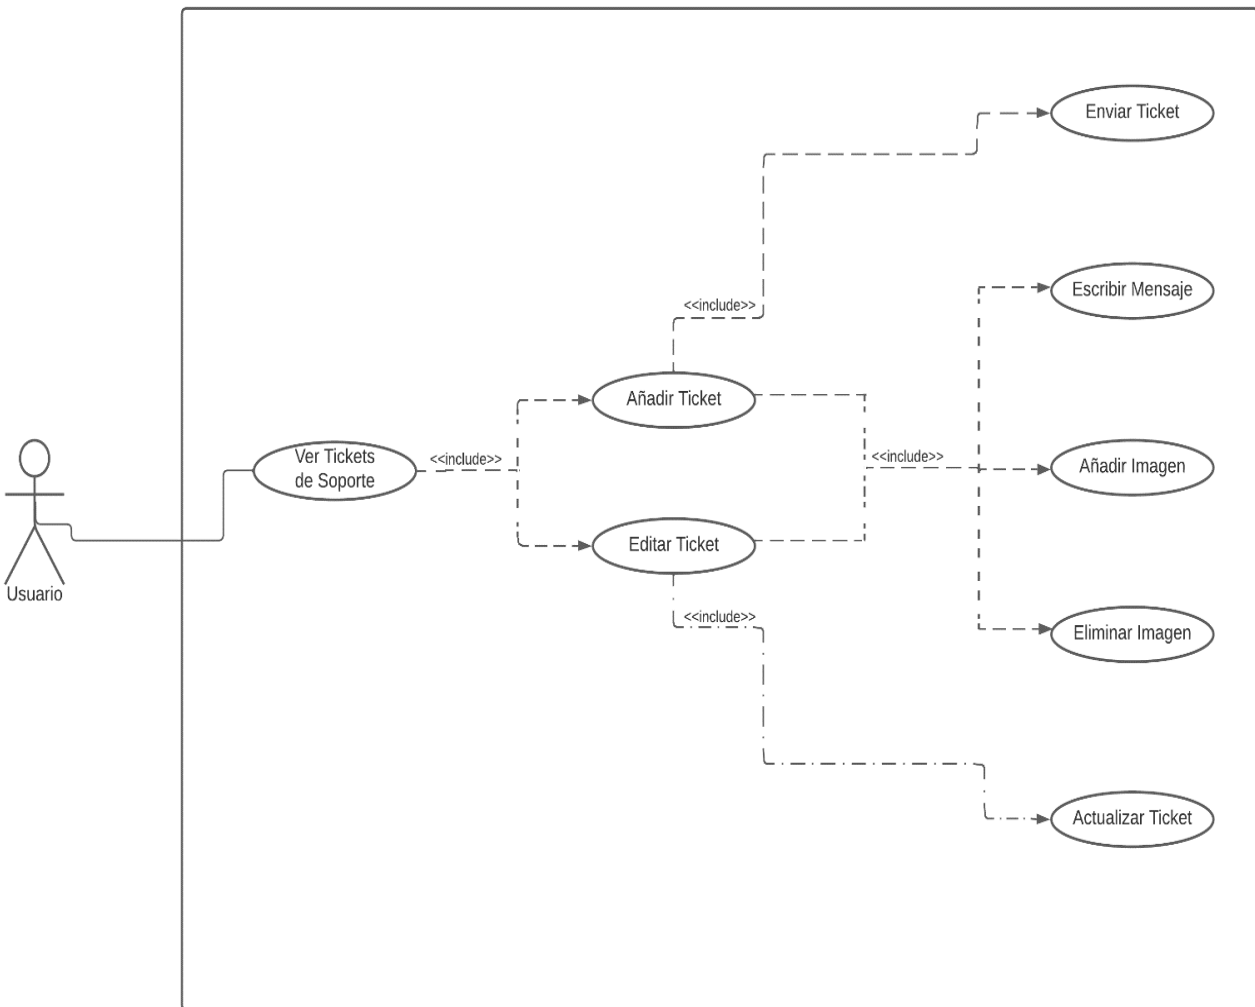 Enviar Ticket
Escribir Mensaje
<<include>>
Añadir Ticket
Ver Tickets
de Soporte
<<include>>
<<include>>
Añadir Imagen
Editar Ticket
Usuario
<<include>>
Eliminar Imagen
Actualizar Ticket